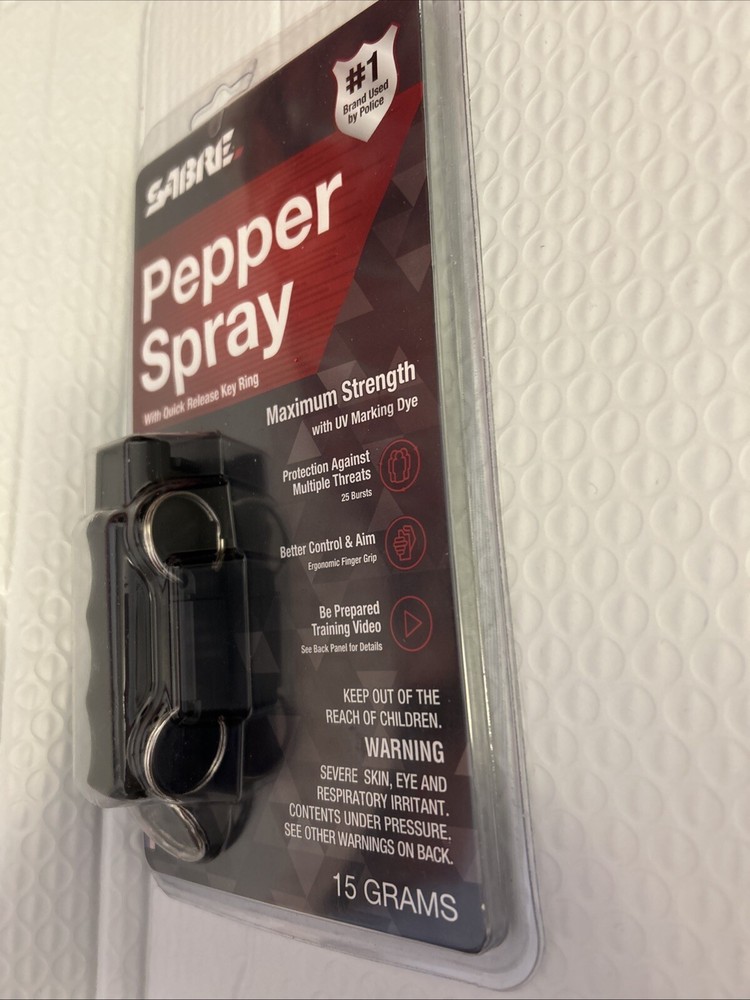 #1
Brand Used
by Police
SABRE.
Pepper
Spray
With Quick Release Key Ring
Maximum Strength
with UV Marking Dye
Protection Against
Multiple Threats
25 Bursts
Better Control & Aim
Ergonomic Finger Grip
Be Prepared
Training Video
See Back Panel for Details
KEEP OUT OF THE
REACH OF CHILDREN.
WARNING
SEVERE SKIN, EYE AND
RESPIRATORY IRRITANT.
CONTENTS UNDER PRESSURE.
SEE OTHER WARNINGS ON BACK.
15 GRAMS